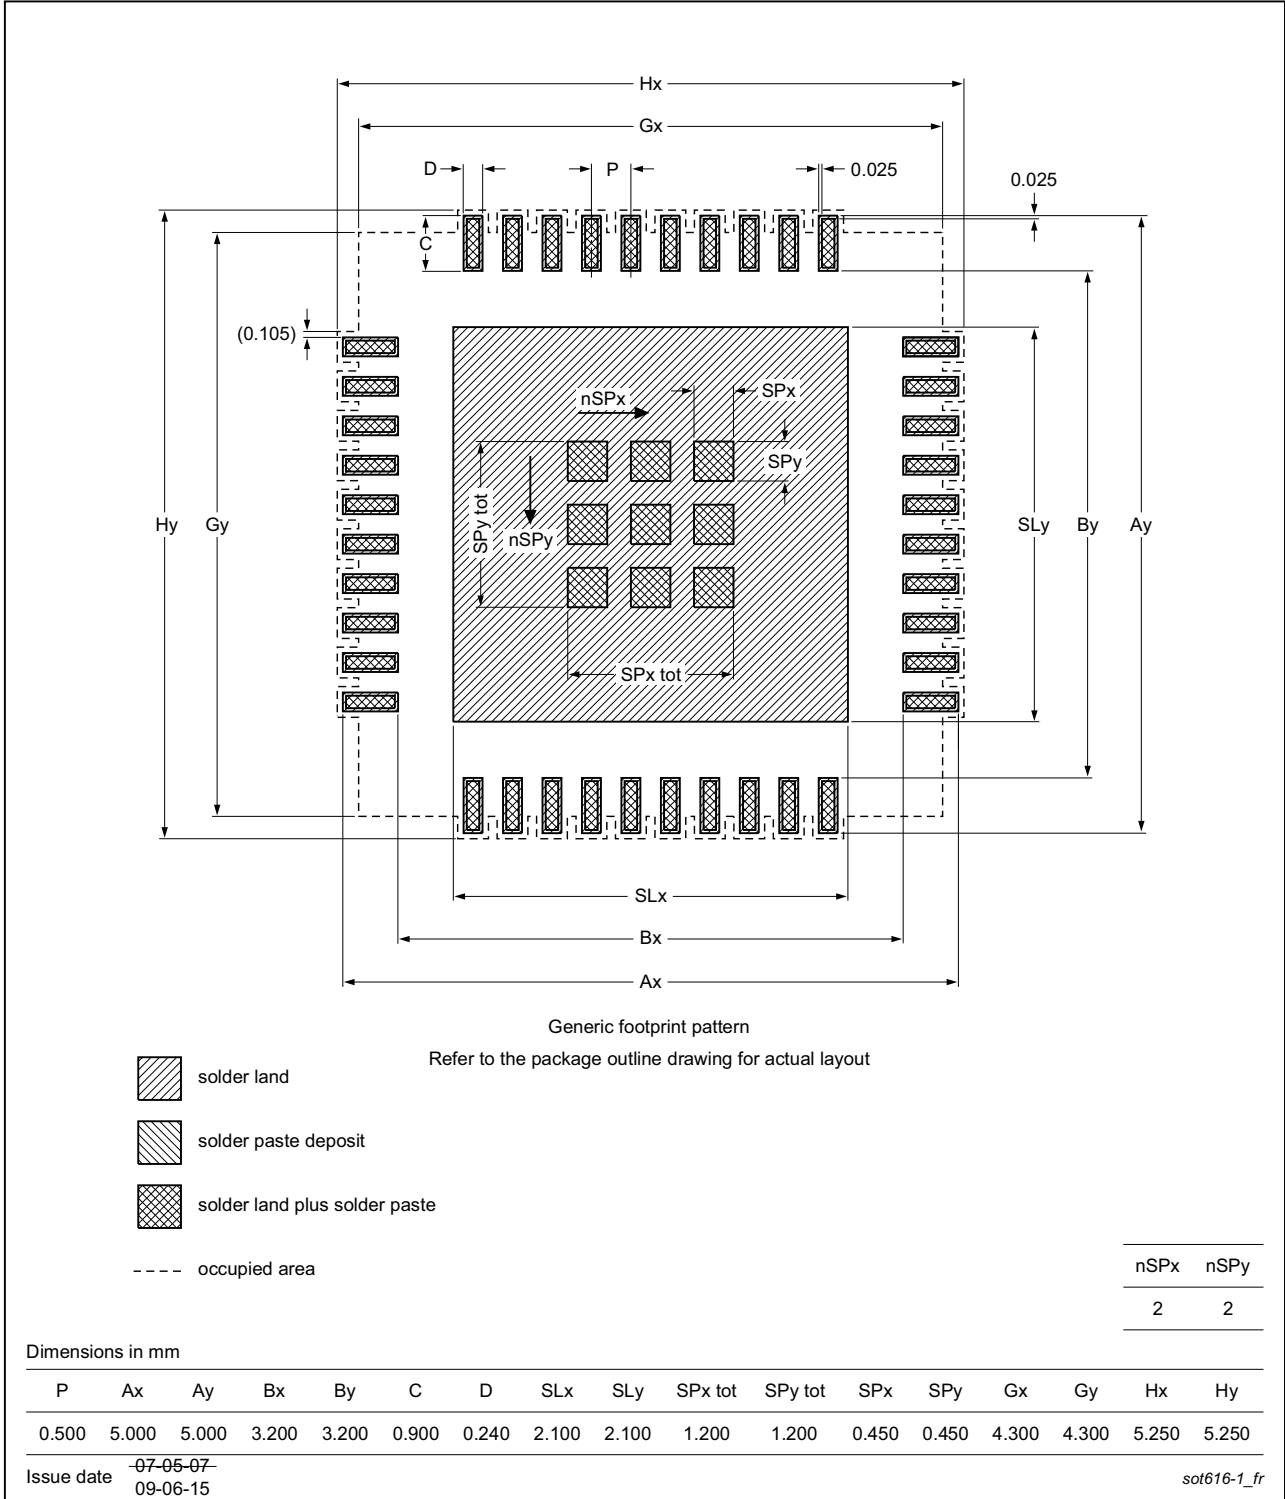 Hx
Gx
D
P
0.025
0.025
C
(0.105)
nSPx
SPx
SPy
SPy tot
nSPy
Hy
Gy
SLy
By
Ay
SPx tot
SLx
Bx
Ax
Generic footprint pattern
Refer to the package outline drawing for actual layout
solder land
solder paste deposit
solder land plus solder paste
occupied area
nSPx nSPy
2 2
Dimensions in mm
P Ax Ay Bx By C D SLx SLy SPx tot SPy tot SPx SPy Gx Gy Hx Hy
0.500 5.000 5.000 3.200 3.200 0.900 0.240 2.100 2.100 1.200 1.200 0.450 0.450 4.300 4.300 5.250 5.250
Issue date 07-05-07
09-06-15
sot616-1_fr